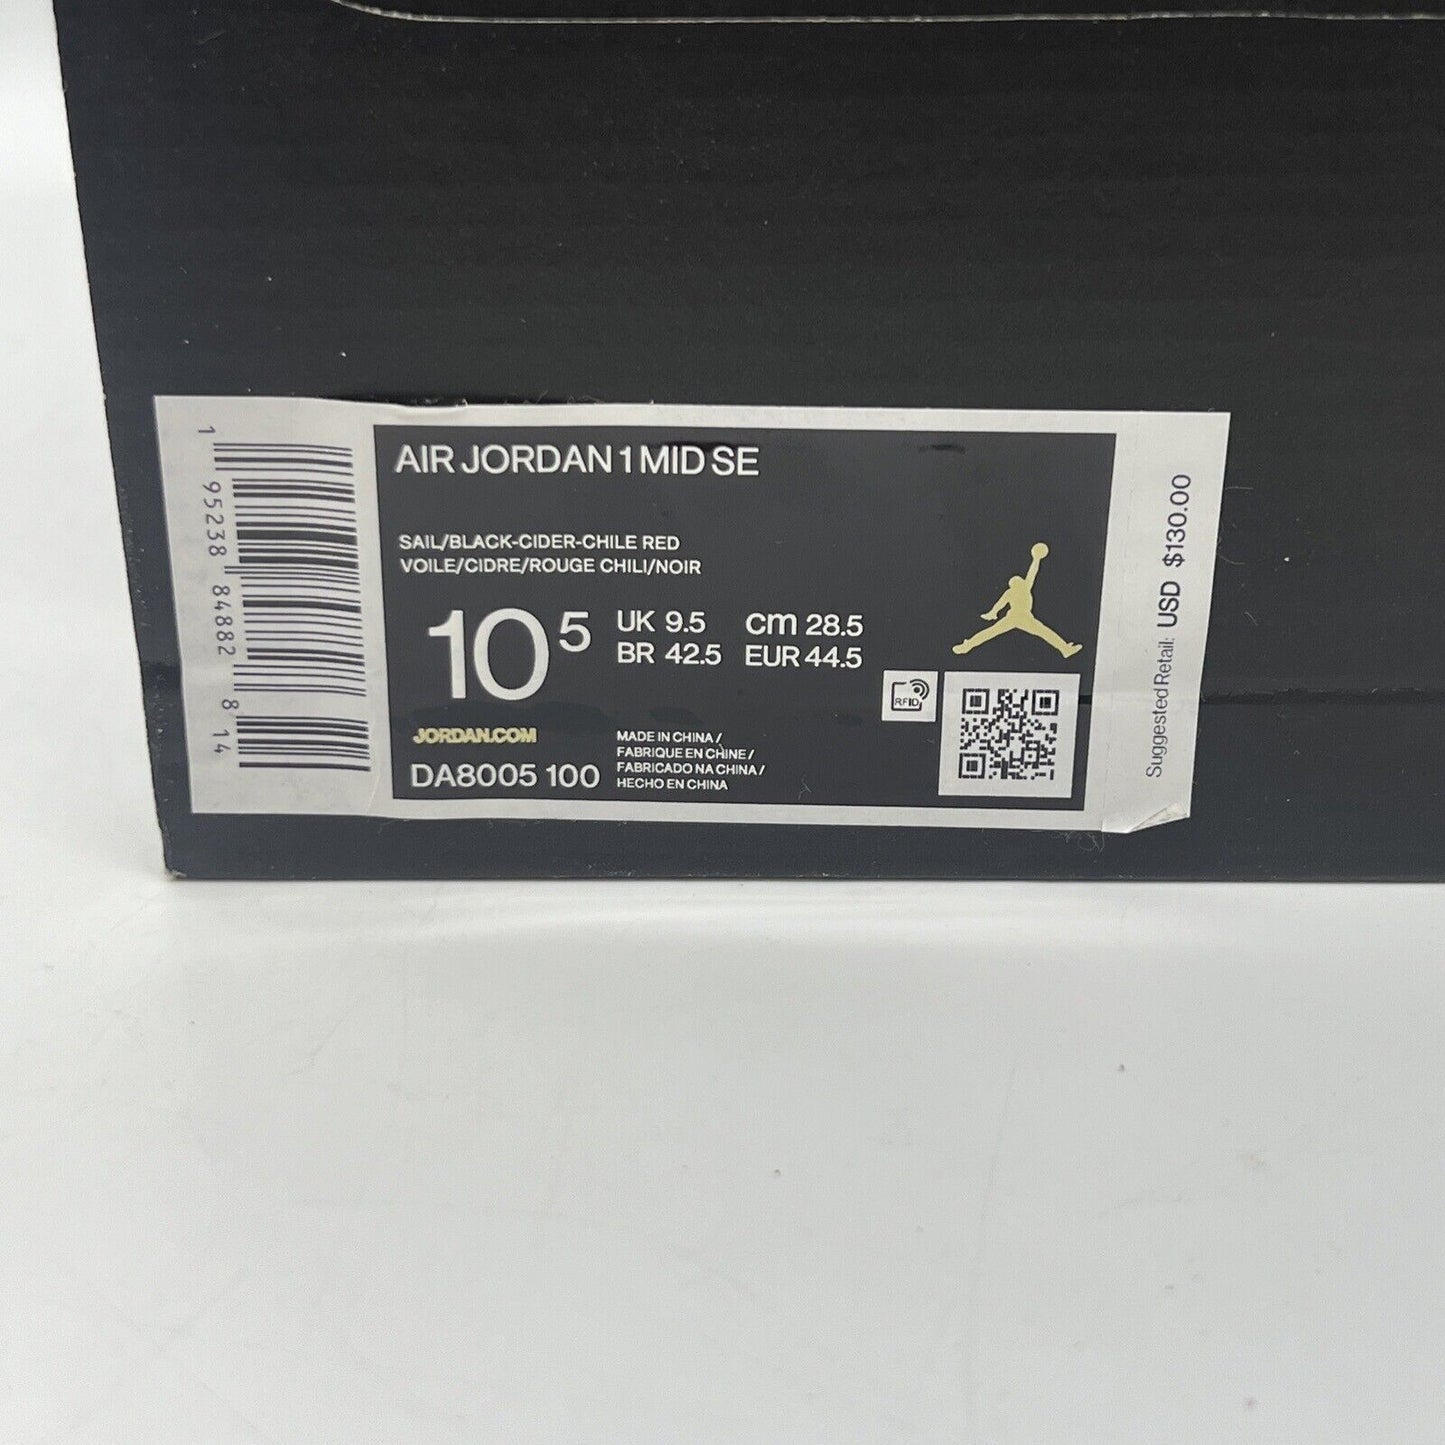 AIR JORDAN 1 MID SE
SAIL/BLACK-CIDER-CHILE RED
VOILE/CIDRE/ROUGE CHILI/NOIR
10 5
UK 9.5 cm 28.5
BR 42.5 EUR 44.5
JORDAN.COM
DA8005 100
MADE IN CHINA /
FABRIQUE EN CHINE /
FABRICADO NA CHINA /
HECHO EN CHINA
RFID
Suggested Retail: USD $130.00
1 95238 84882 8 14